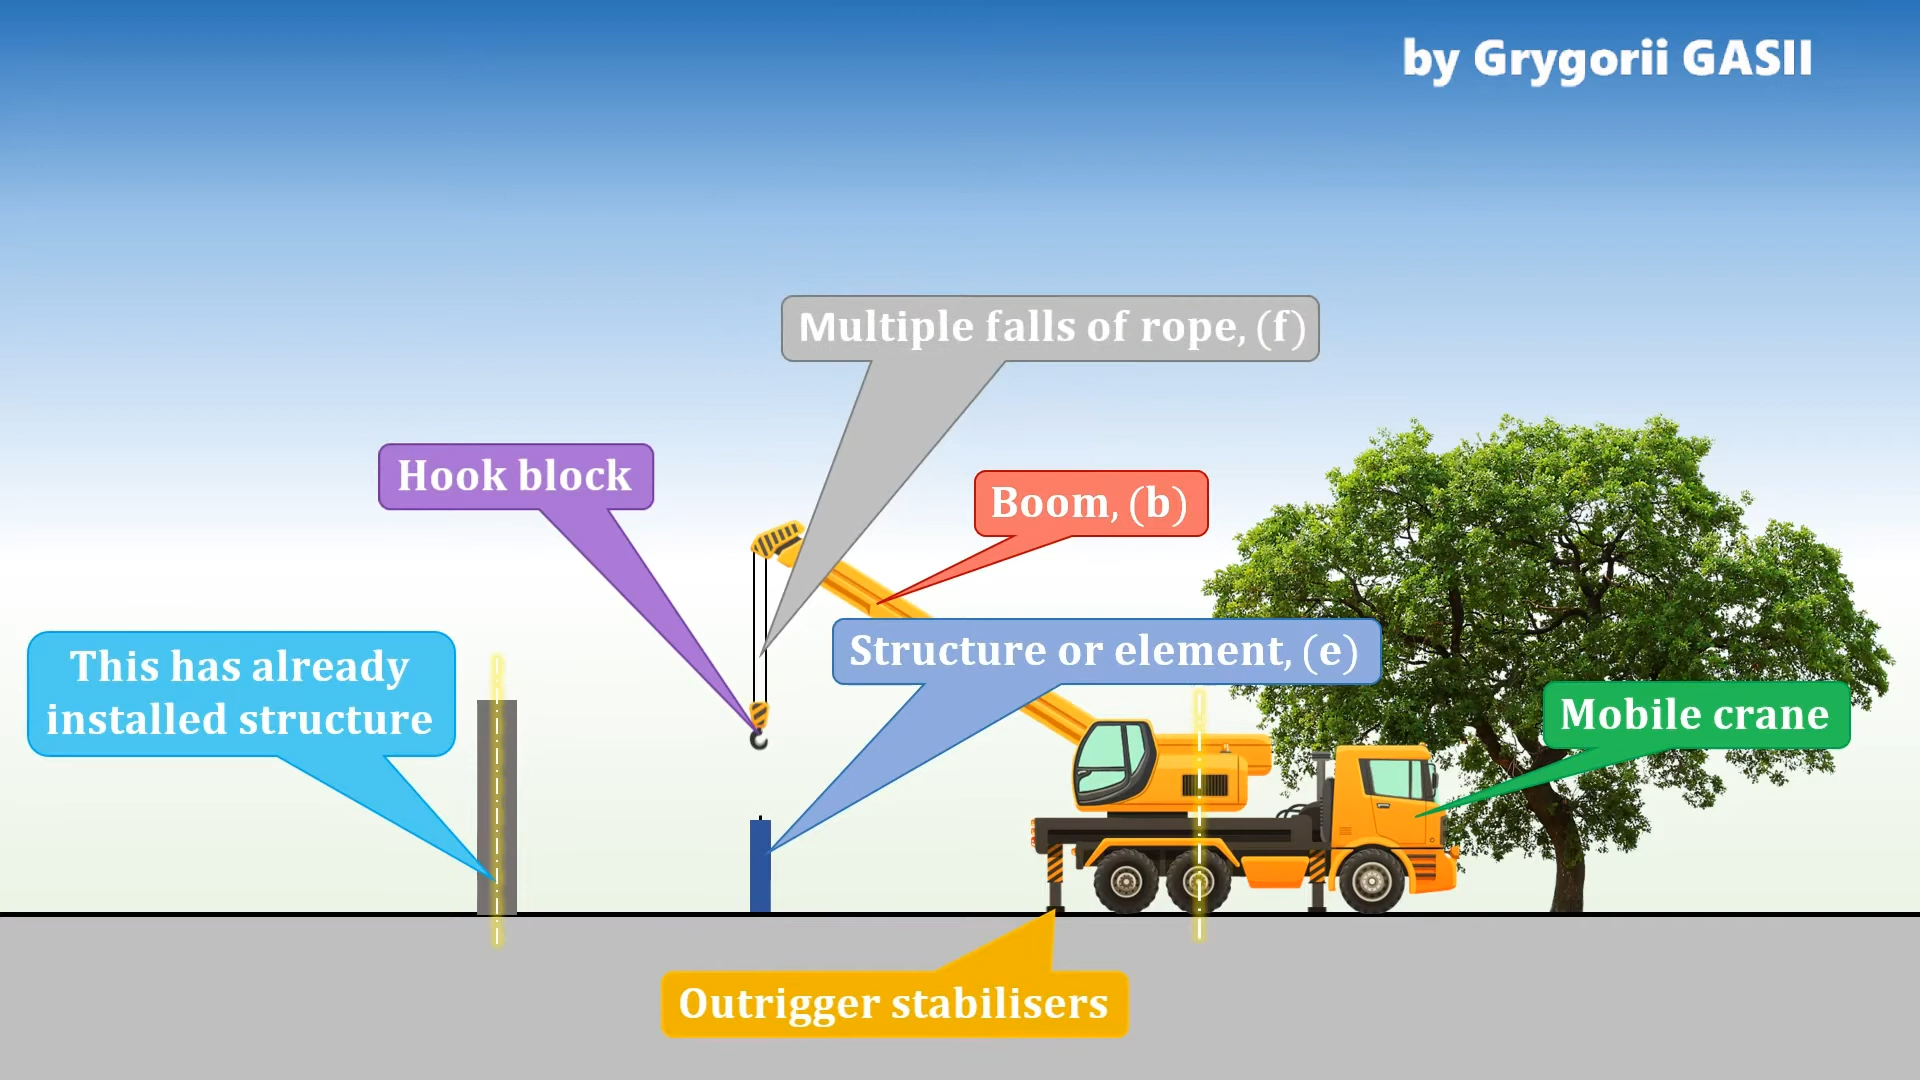 by Grygorii GASII
Multiple falls of rope, (f)
Hook block
Boom, (b)
Structure or element, (e)
This has already
installed structure
Mobile crane
Outrigger stabilisers